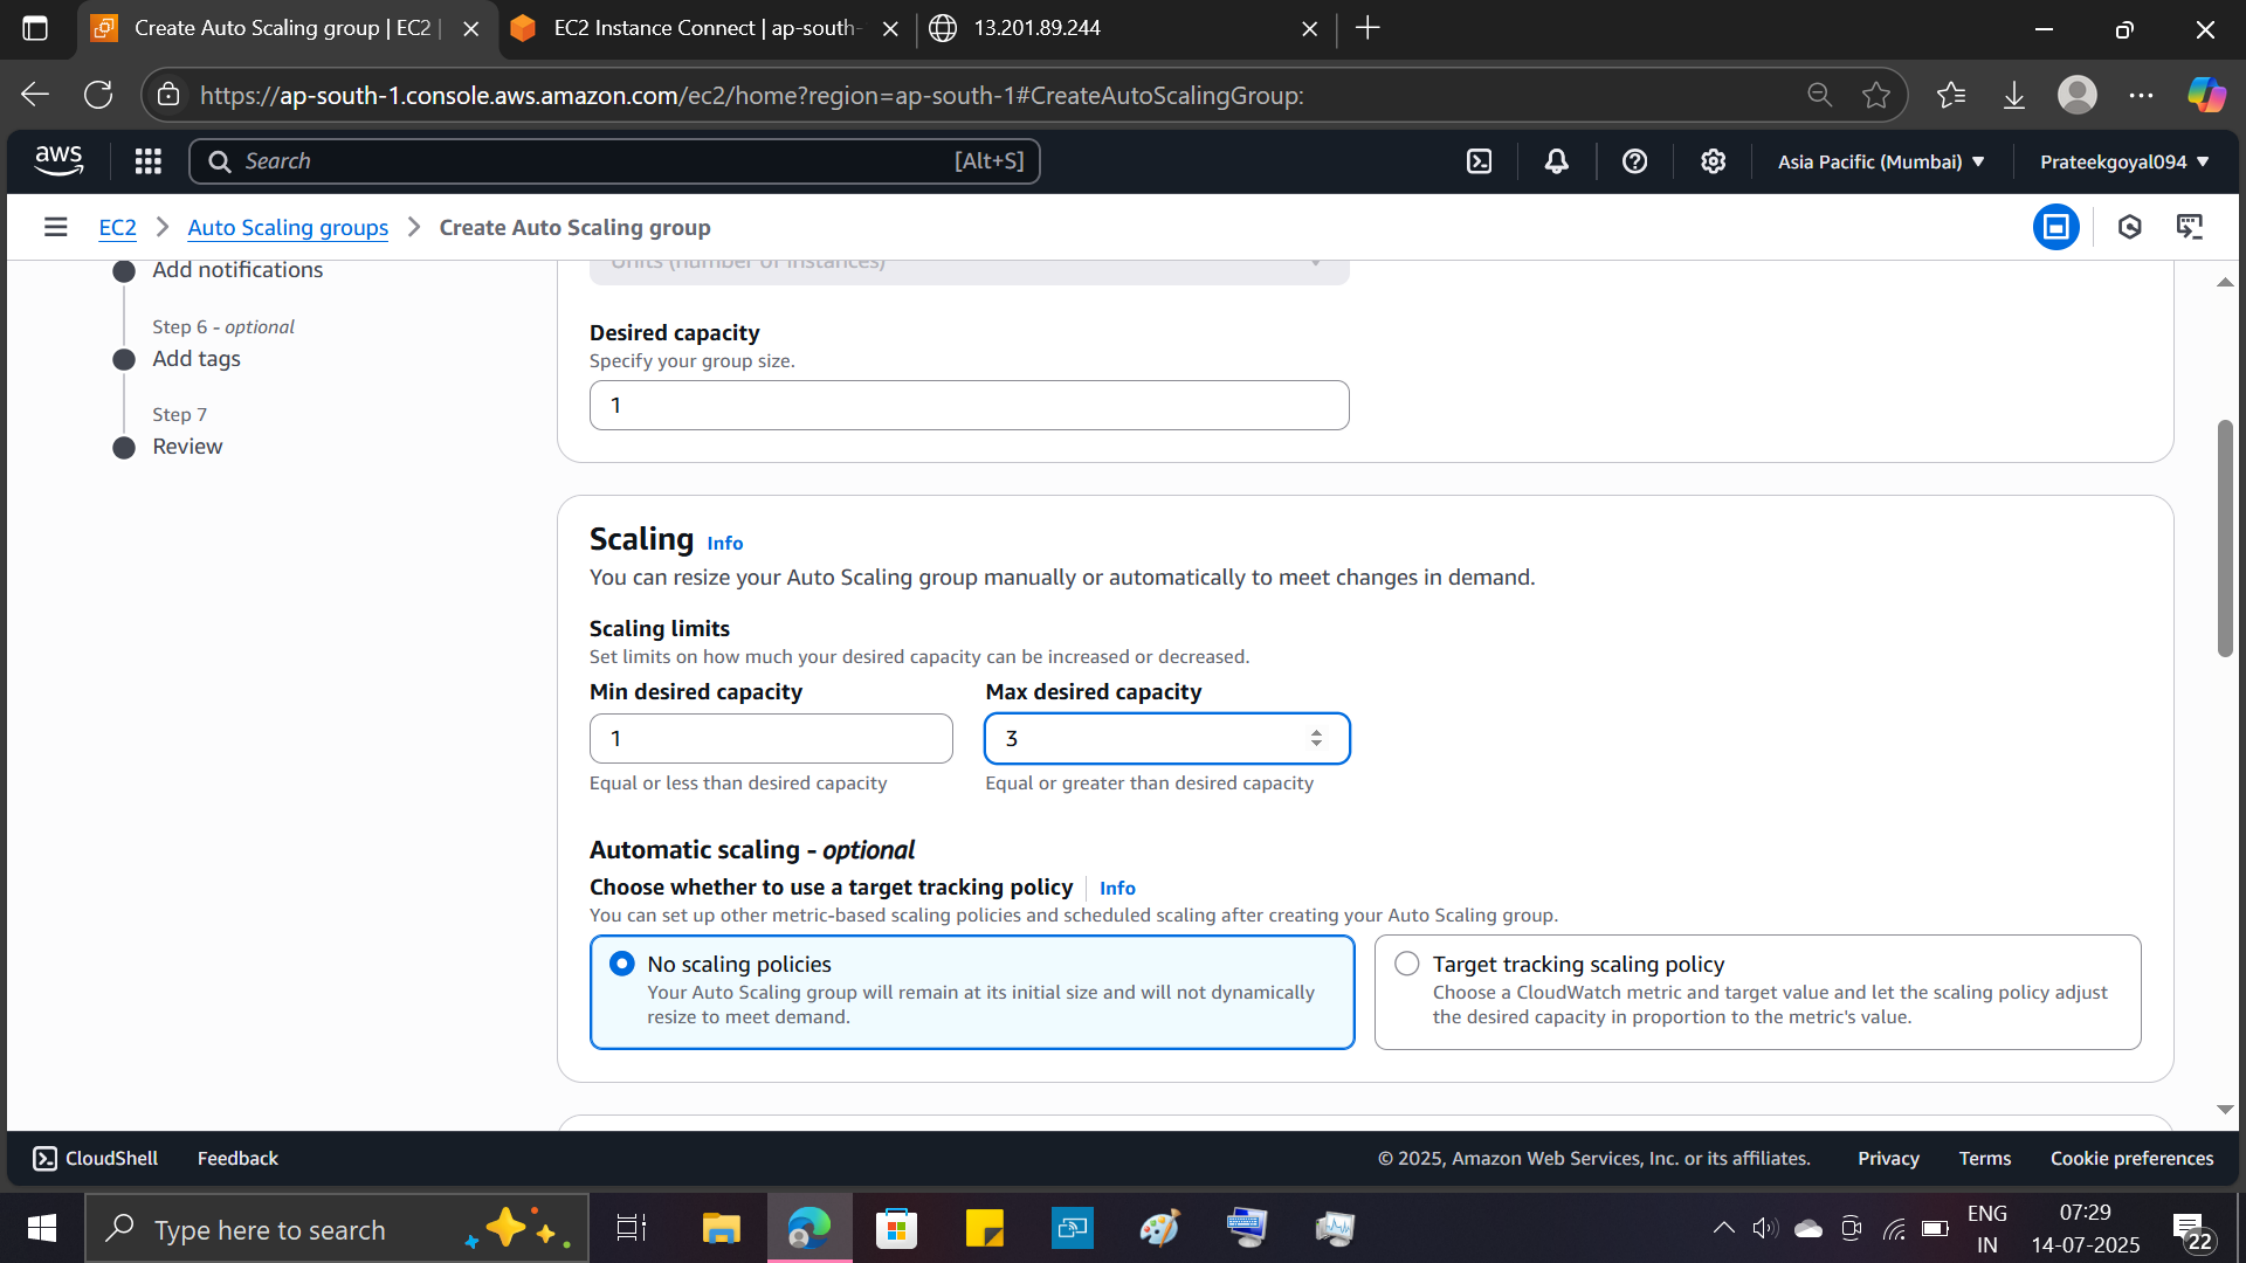 Create Auto Scaling group | EC2 |
EC2 Instance Connect | ap-south-
13.201.89.244
https://ap-south-1.console.aws.amazon.com/ec2/home?region=ap-south-1#CreateAutoScalingGroup:
aws
Search
[Alt+S]
Asia Pacific (Mumbai)
Prateekgoyal094
EC2
Auto Scaling groups
Create Auto Scaling group
Add notifications
Step 6 - optional
Add tags
Step 7
Review
Units (number of instances)
Desired capacity
Specify your group size.
1
Scaling Info
You can resize your Auto Scaling group manually or automatically to meet changes in demand.
Scaling limits
Set limits on how much your desired capacity can be increased or decreased.
Min desired capacity
Max desired capacity
1
3
Equal or less than desired capacity
Equal or greater than desired capacity
Automatic scaling - optional
Choose whether to use a target tracking policy Info
You can set up other metric-based scaling policies and scheduled scaling after creating your Auto Scaling group.
No scaling policies
Your Auto Scaling group will remain at its initial size and will not dynamically
resize to meet demand.
Target tracking scaling policy
Choose a CloudWatch metric and target value and let the scaling policy adjust
the desired capacity in proportion to the metric's value.
CloudShell
Feedback
© 2025, Amazon Web Services, Inc. or its affiliates.
Privacy
Terms
Cookie preferences
Type here to search
ENG
IN
07:29
14-07-2025
22